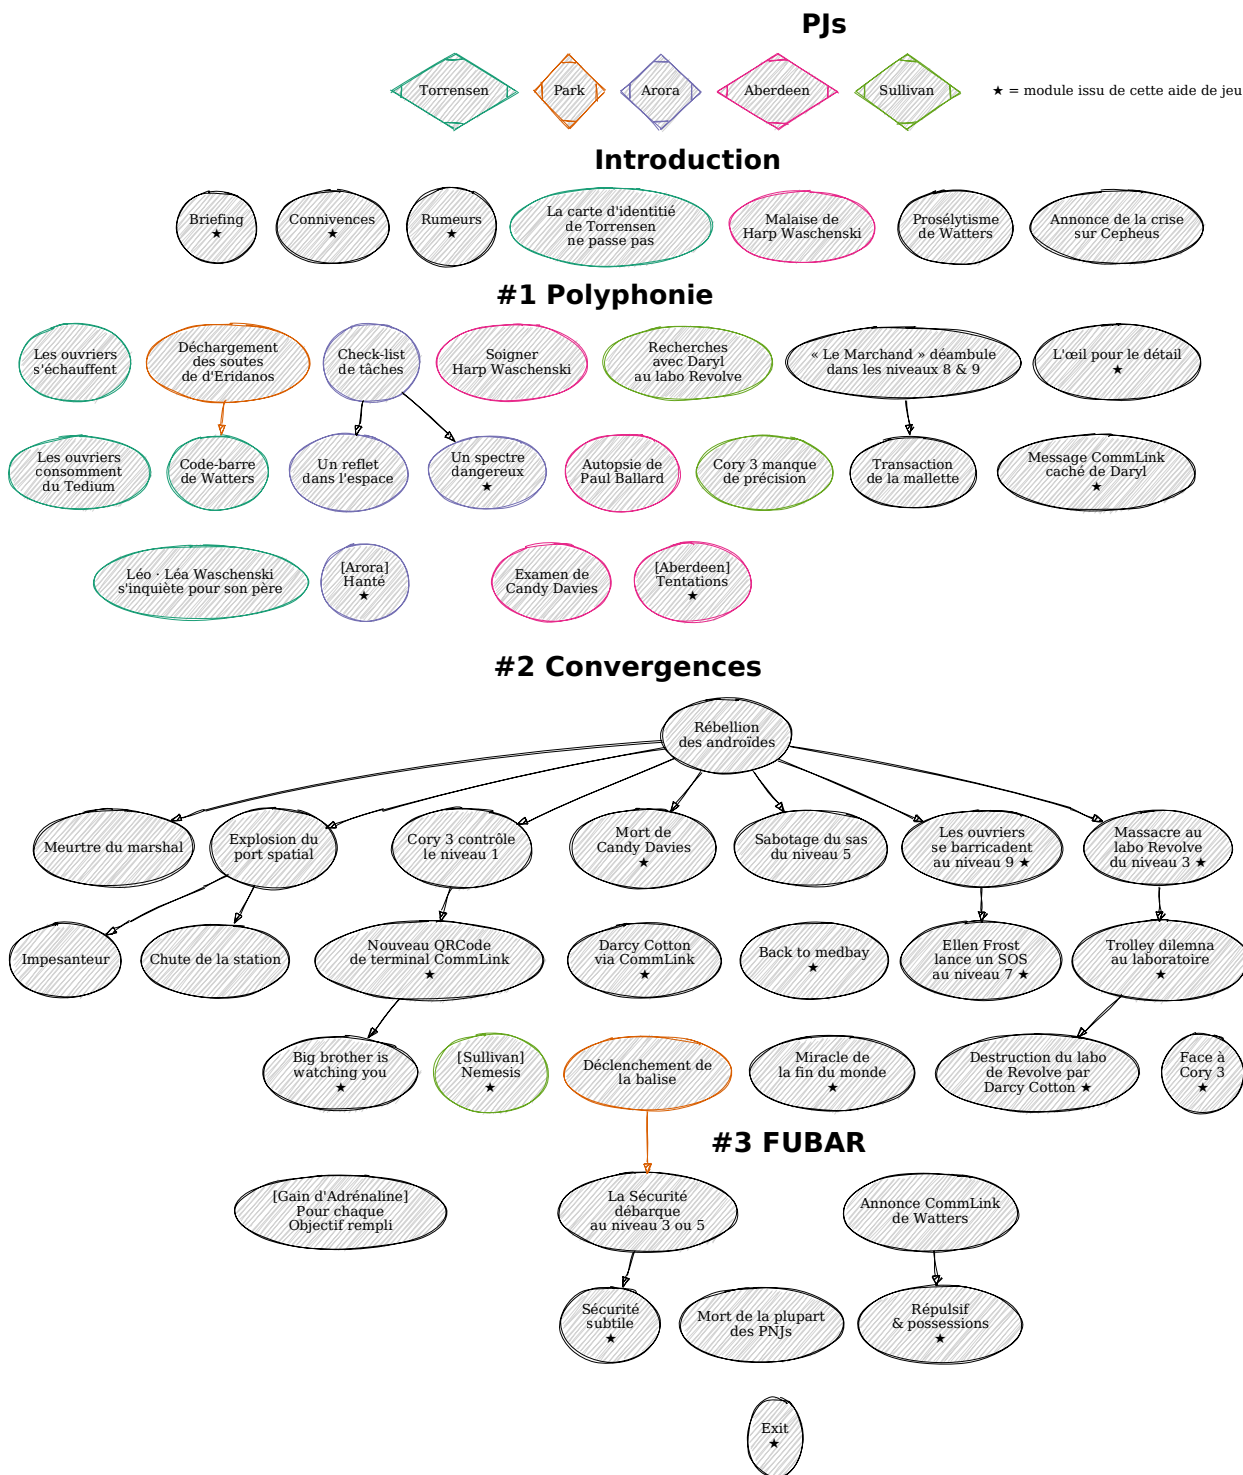 PJs
Torrensen
Park
Arora
Aberdeen
Sullivan
★ = module issu de cette aide de jeu
Introduction
Briefing
★
Connivences
★
Rumeurs
★
La carte d'identitié
de Torrensen
ne passe pas
Malaise de
Harp Waschenski
Prosélytisme
de Watters
Annonce de la crise
sur Cepheus
#1 Polyphonie
Les ouvriers
s'échauffent
Déchargement
des soutes
de d'Eridanos
Check-list
de tâches
Soigner
Harp Waschenski
Recherches
avec Daryl
au labo Revolve
« Le Marchand » déambule
dans les niveaux 8 & 9
L'œil pour le détail
★
Les ouvriers
consomment
du Tedium
Code-barre
de Watters
Un reflet
dans l'espace
Un spectre
dangereux
★
Autopsie de
Paul Ballard
Cory 3 manque
de précision
Transaction
de la mallette
Message CommLink
caché de Daryl
★
Léo · Léa Waschenski
s'inquiète pour son père
[Arora]
Hanté
★
Examen de
Candy Davies
[Aberdeen]
Tentations
★
#2 Convergences
Rébellion
des androïdes
Meurtre du marshal
Explosion du
port spatial
Cory 3 contrôle
le niveau 1
Mort de
Candy Davies
★
Sabotage du sas
du niveau 5
Les ouvriers
se barricadent
au niveau 9 ★
Massacre au
labo Revolve
du niveau 3 ★
Impesanteur
Chute de la station
Nouveau QRCode
de terminal CommLink
★
Darcy Cotton
via CommLink
★
Back to medbay
★
Ellen Frost
lance un SOS
au niveau 7 ★
Trolley dilemna
au laboratoire
★
Big brother is
watching you
★
[Sullivan]
Nemesis
★
Déclenchement de
la balise
Miracle de
la fin du monde
★
Destruction du labo
de Revolve par
Darcy Cotton ★
Face à
Cory 3
★
#3 FUBAR
[Gain d'Adrénaline]
Pour chaque
Objectif rempli
La Sécurité
débarque
au niveau 3 ou 5
Annonce CommLink
de Watters
Sécurité
subtile
★
Mort de la plupart
des PNJs
Répulsif
& possessions
★
Exit
★